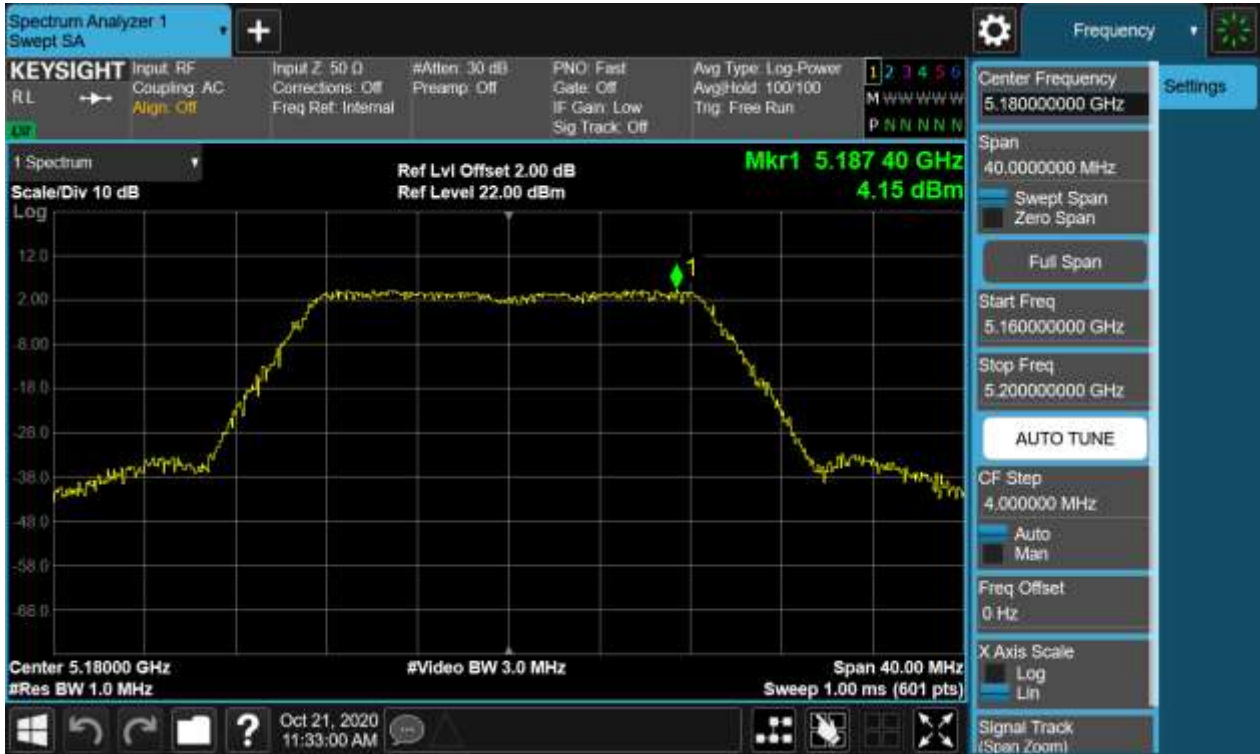 Spectrum Analyzer 1
Swept SA
+
Frequency
KEYSIGHT
RL
Input: RF
Coupling: AC
Align: Off
Input Z: 50 Ω
Corrections: Off
Freq Ref: Internal
#Atten: 30 dB
Preamp: Off
PNO: Fast
Gate: Off
IF Gain: Low
Sig Track: Off
Avg Type: Log-Power
Avg|Hold: 100/100
Trig: Free Run
1 2 3 4 5 6
M W W W W W
P N N N N N
Center Frequency
5.180000000 GHz
Settings
Span
40.0000000 MHz
Swept Span
Zero Span
Full Span
Start Freq
5.160000000 GHz
Stop Freq
5.200000000 GHz
AUTO TUNE
CF Step
4.000000 MHz
Auto
Man
Freq Offset
0 Hz
X Axis Scale
Log
Lin
Signal Track
(Span Zoom)
1 Spectrum
Scale/Div 10 dB
Ref Lvl Offset 2.00 dB
Ref Level 22.00 dBm
Mkr1 5.187 40 GHz
4.15 dBm
Log
1
12.0
2.00
-8.00
-18.0
-28.0
-38.0
-48.0
-58.0
-68.0
Center 5.18000 GHz
#Video BW 3.0 MHz
Span 40.00 MHz
#Res BW 1.0 MHz
Sweep 1.00 ms (601 pts)
?
Oct 21, 2020
11:33:00 AM